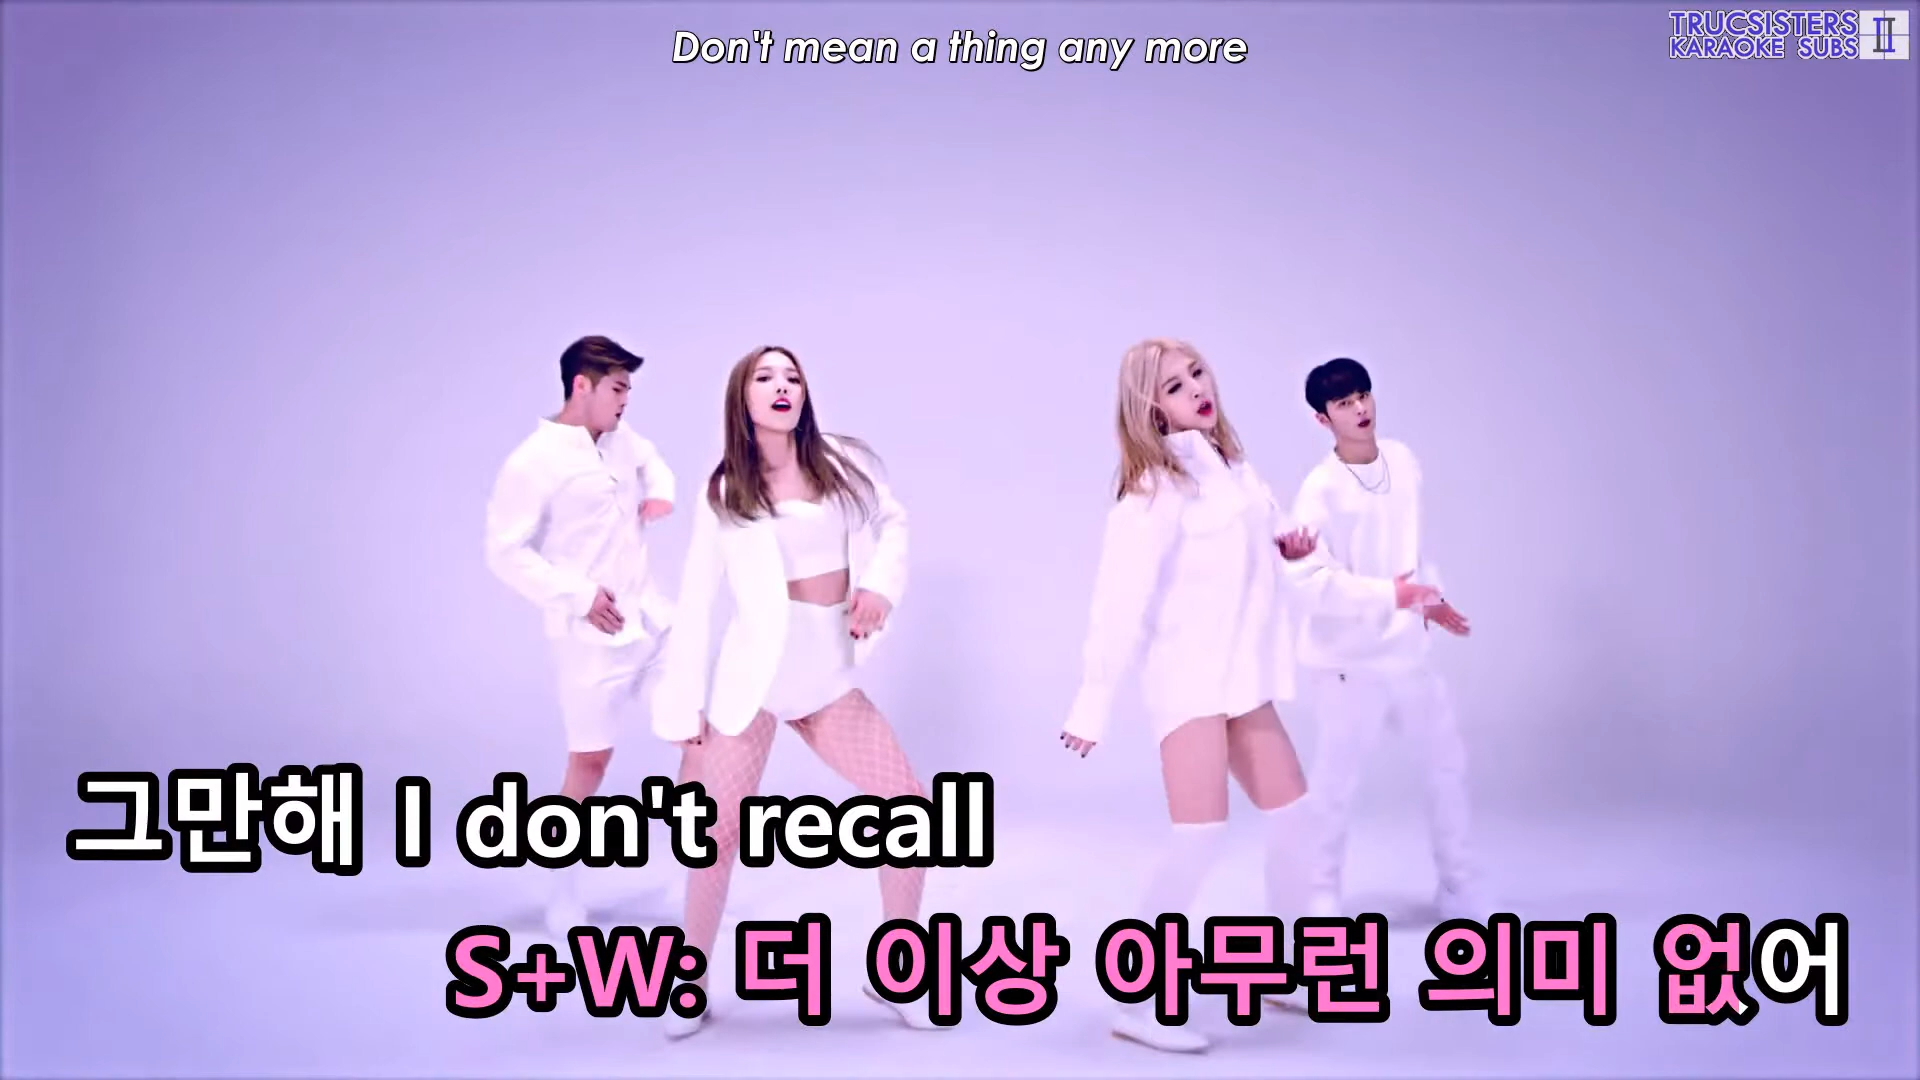 Don't mean a thing any more
TRUCSISTERS
KARAOKE SUBS II
그만해 I don't recall
S+W: 더 이상 아무런 의미 없어